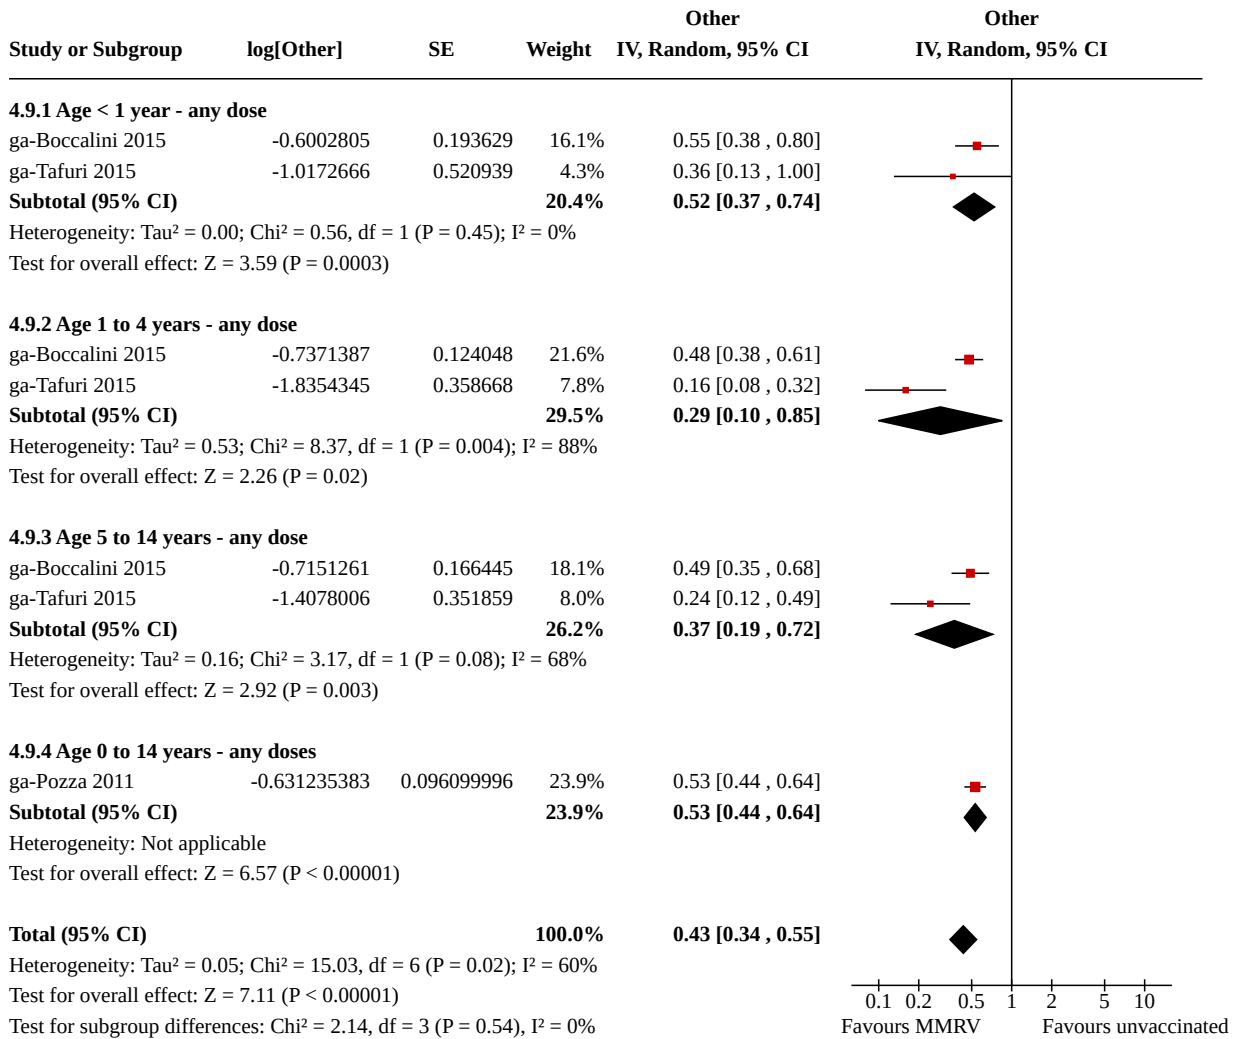 Other Other
Study or Subgroup log[Other] SE Weight IV, Random, 95% CI IV, Random, 95% CI
4.9.1 Age < 1 year - any dose
ga-Boccalini 2015 -0.6002805 0.193629 16.1% 0.55 [0.38 , 0.80]
ga-Tafuri 2015 -1.0172666 0.520939 4.3% 0.36 [0.13 , 1.00]
Subtotal (95% CI) 20.4% 0.52 [0.37 , 0.74]
Heterogeneity: Tau² = 0.00; Chi² = 0.56, df = 1 (P = 0.45); I² = 0%
Test for overall effect: Z = 3.59 (P = 0.0003)
4.9.2 Age 1 to 4 years - any dose
ga-Boccalini 2015 -0.7371387 0.124048 21.6% 0.48 [0.38 , 0.61]
ga-Tafuri 2015 -1.8354345 0.358668 7.8% 0.16 [0.08 , 0.32]
Subtotal (95% CI) 29.5% 0.29 [0.10 , 0.85]
Heterogeneity: Tau² = 0.53; Chi² = 8.37, df = 1 (P = 0.004); I² = 88%
Test for overall effect: Z = 2.26 (P = 0.02)
4.9.3 Age 5 to 14 years - any dose
ga-Boccalini 2015 -0.7151261 0.166445 18.1% 0.49 [0.35 , 0.68]
ga-Tafuri 2015 -1.4078006 0.351859 8.0% 0.24 [0.12 , 0.49]
Subtotal (95% CI) 26.2% 0.37 [0.19 , 0.72]
Heterogeneity: Tau² = 0.16; Chi² = 3.17, df = 1 (P = 0.08); I² = 68%
Test for overall effect: Z = 2.92 (P = 0.003)
4.9.4 Age 0 to 14 years - any doses
ga-Pozza 2011 -0.631235383 0.096099996 23.9% 0.53 [0.44 , 0.64]
Subtotal (95% CI) 23.9% 0.53 [0.44 , 0.64]
Heterogeneity: Not applicable
Test for overall effect: Z = 6.57 (P < 0.00001)
Total (95% CI) 100.0% 0.43 [0.34 , 0.55]
Heterogeneity: Tau² = 0.05; Chi² = 15.03, df = 6 (P = 0.02); I² = 60%
Test for overall effect: Z = 7.11 (P < 0.00001) 0.1 0.2 0.5 1 2 5 10
Test for subgroup differences: Chi² = 2.14, df = 3 (P = 0.54), I² = 0% Favours MMRV Favours unvaccinated